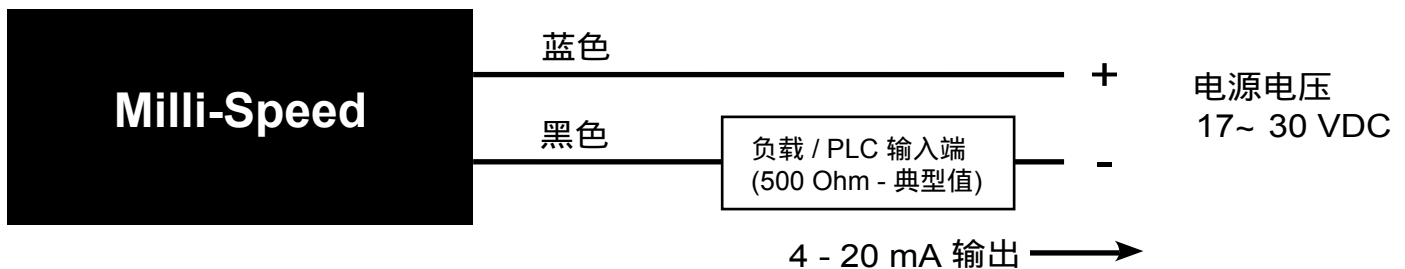 蓝色
+
Milli-Speed
电源电压
17~ 30 VDC
黑色
负载 / PLC 输入端
(500 Ohm - 典型值)
-
4 - 20 mA 输出